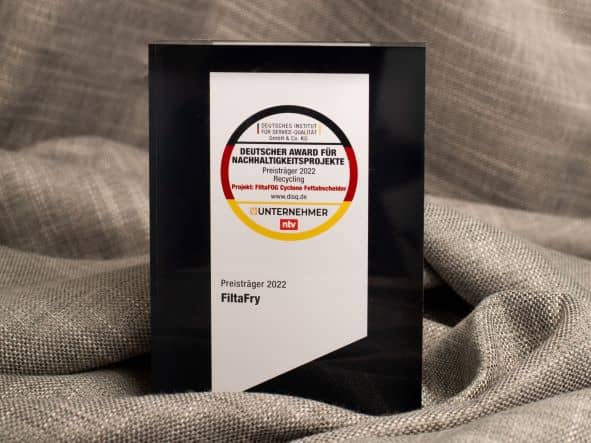 DEUTSCHES INSTITUT
FÜR SERVICE-QUALITÄT
GmbH & Co. KG
DEUTSCHER AWARD FÜR
NACHHALTIGKEITSPROJEKTE
Preisträger 2022
Recycling
Projekt: FiltaFOG Cyclone Fettabscheider
www.disq.de
UNTERNEHMER
ntv
Preisträger 2022
FiltaFry